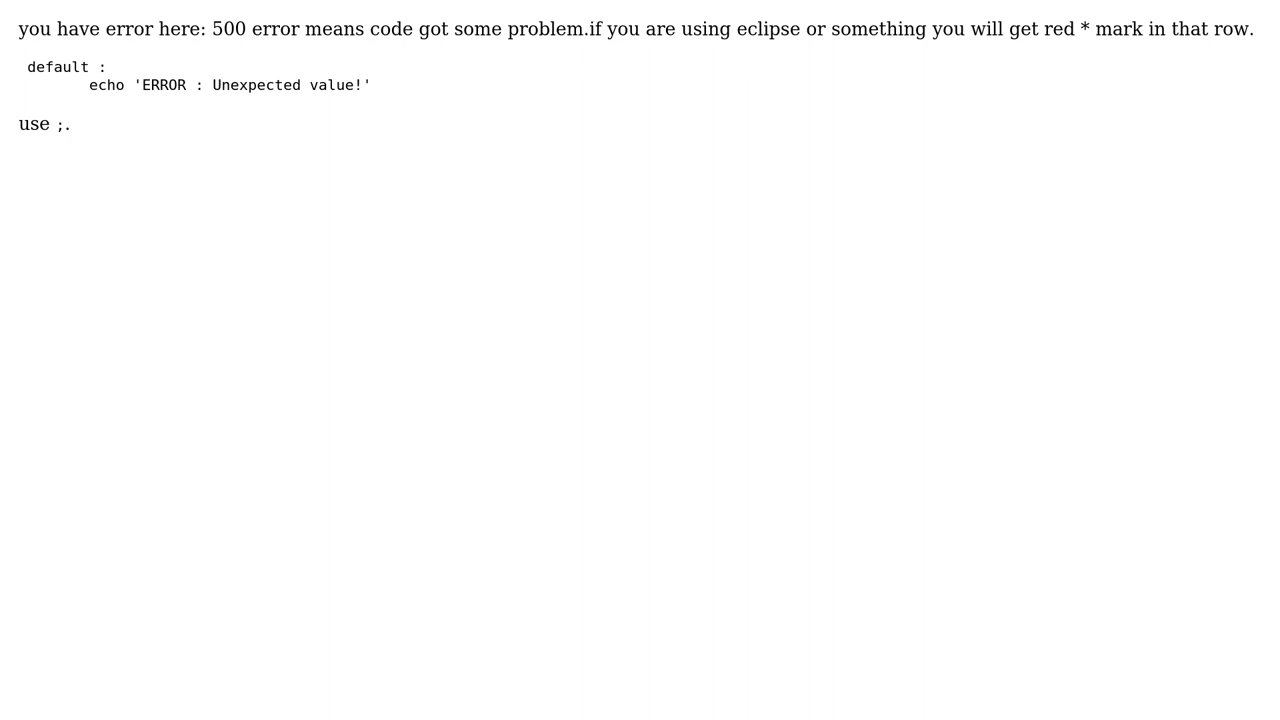 you have error here: 500 error means code got some problem.if you are using eclipse or something you will get red * mark in that row.
default :
echo 'ERROR : Unexpected value!'
use ;.